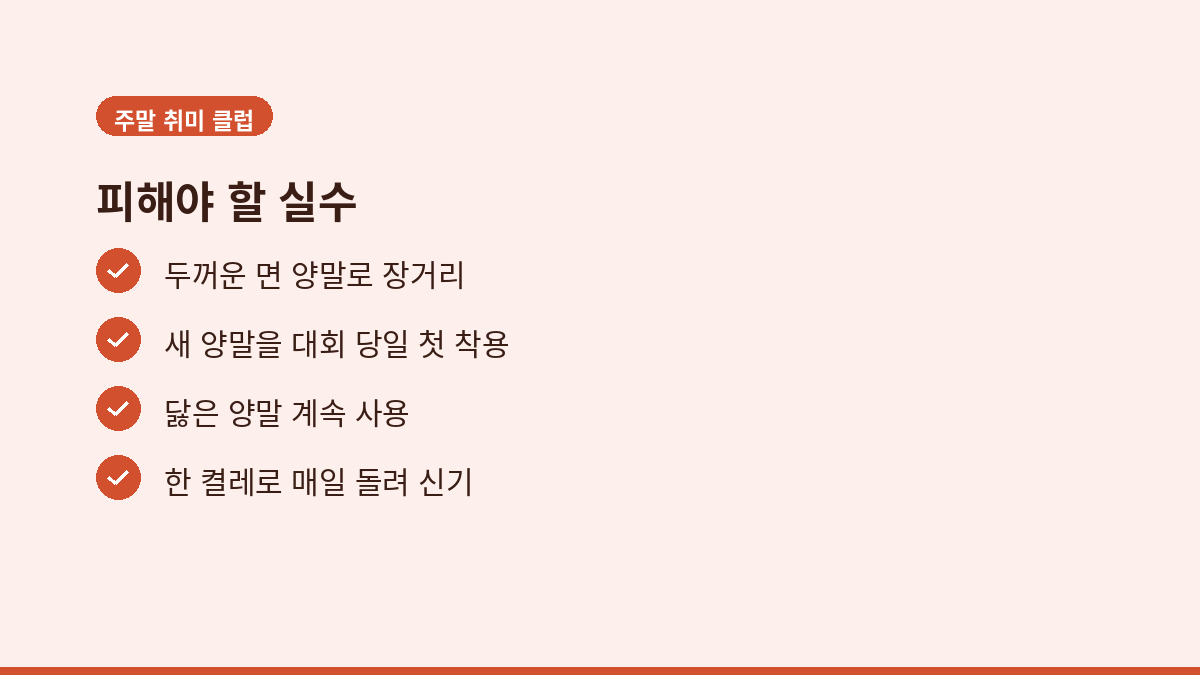 주말 취미 클럽
피해야 할 실수
두꺼운 면 양말로 장거리
새 양말을 대회 당일 첫 착용
닳은 양말 계속 사용
한 켤레로 매일 돌려 신기